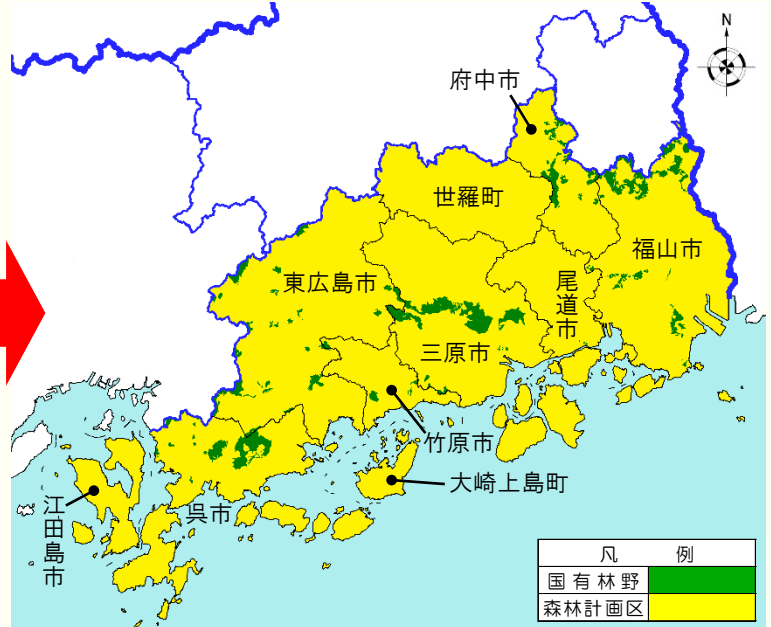 N
府中市
世羅町
福山市
東広島市
尾道市
三原市
竹原市
大崎上島町
江田島市
呉市
凡例
国有林野
森林計画区